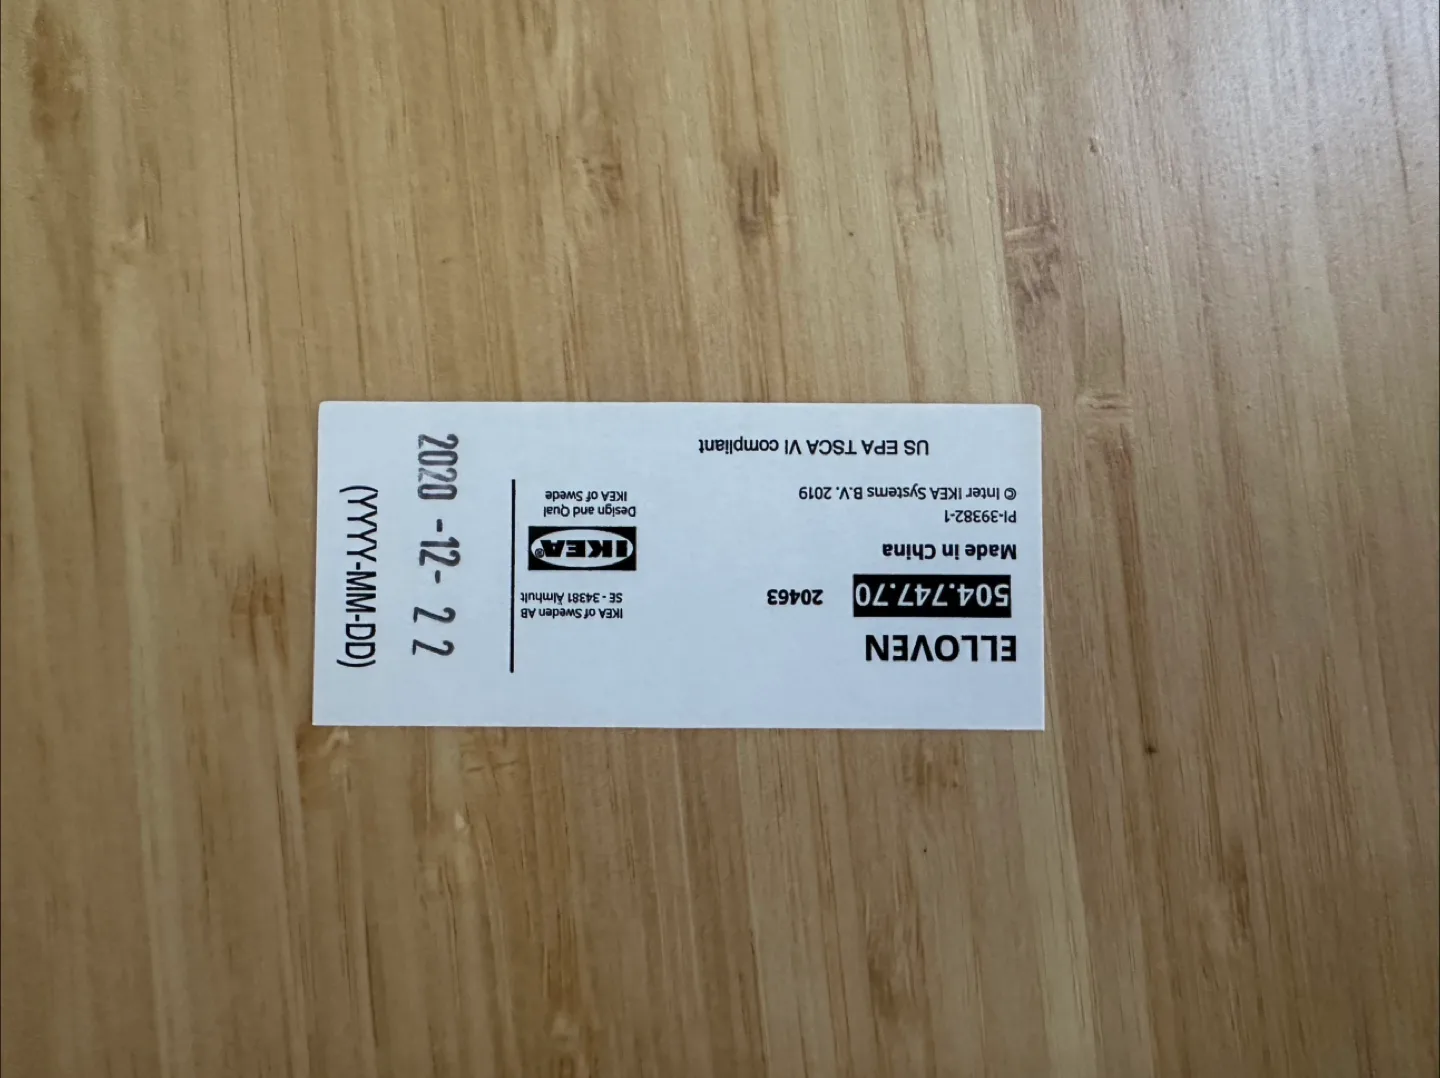 ELLOVEN
504.747.70 20463
Made in China
PI-39382-1
© Inter IKEA Systems B.V. 2019
US EPA TSCA VI compliant
IKEA of Sweden AB
SE - 34381 Älmhult
IKEA®
Design and Qual
IKEA of Swede
2020 -12- 22
(YYYY-MM-DD)